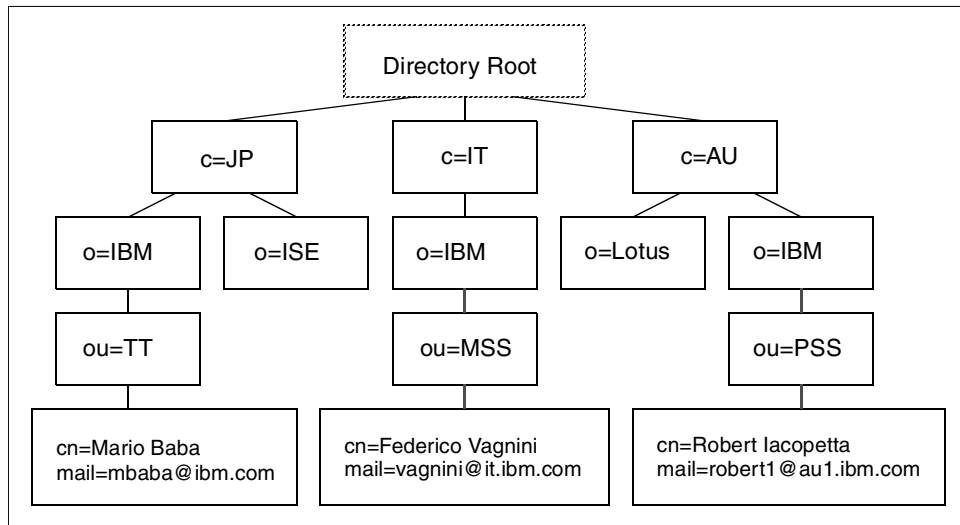 Directory Root
c=JP
c=IT
c=AU
o=IBM
o=ISE
o=IBM
o=Lotus
o=IBM
ou=TT
ou=MSS
ou=PSS
cn=Mario Baba
mail=mbaba@ibm.com
cn=Federico Vagnini
mail=vagnini@it.ibm.com
cn=Robert Iacopetta
mail=robert1@au1.ibm.com